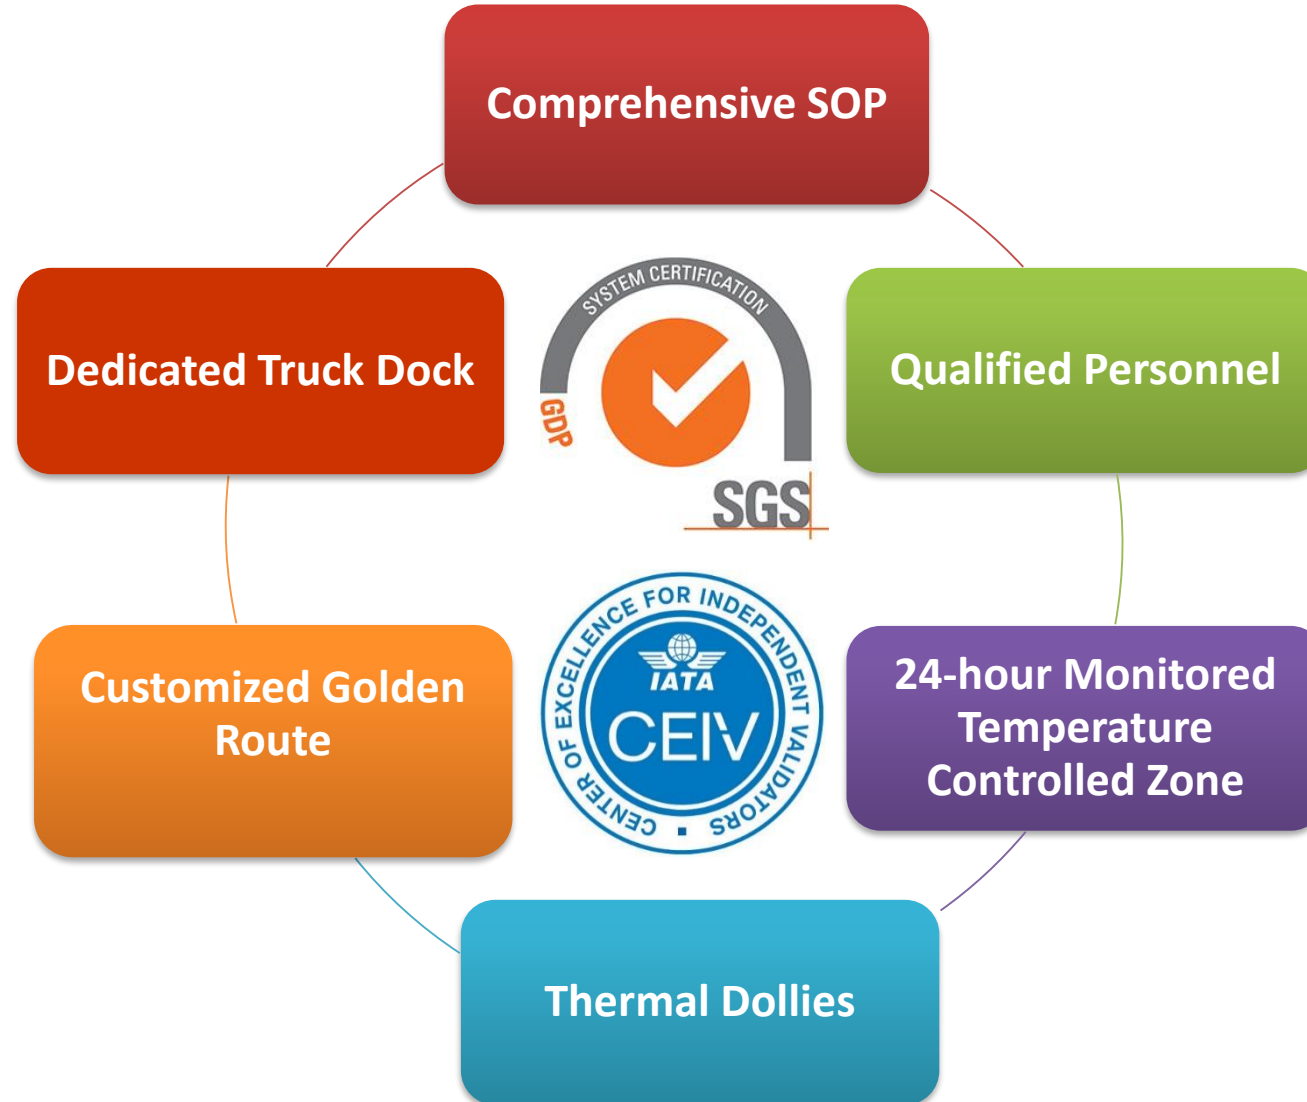 Comprehensive SOP
Dedicated Truck Dock
SYSTEM CERTIFICATION
GDP
SGS
Qualified Personnel
Customized Golden
Route
CENTER OF EXCELLENCE FOR INDEPENDENT VALIDATORS
IATA
CEIV
24-hour Monitored
Temperature
Controlled Zone
Thermal Dollies